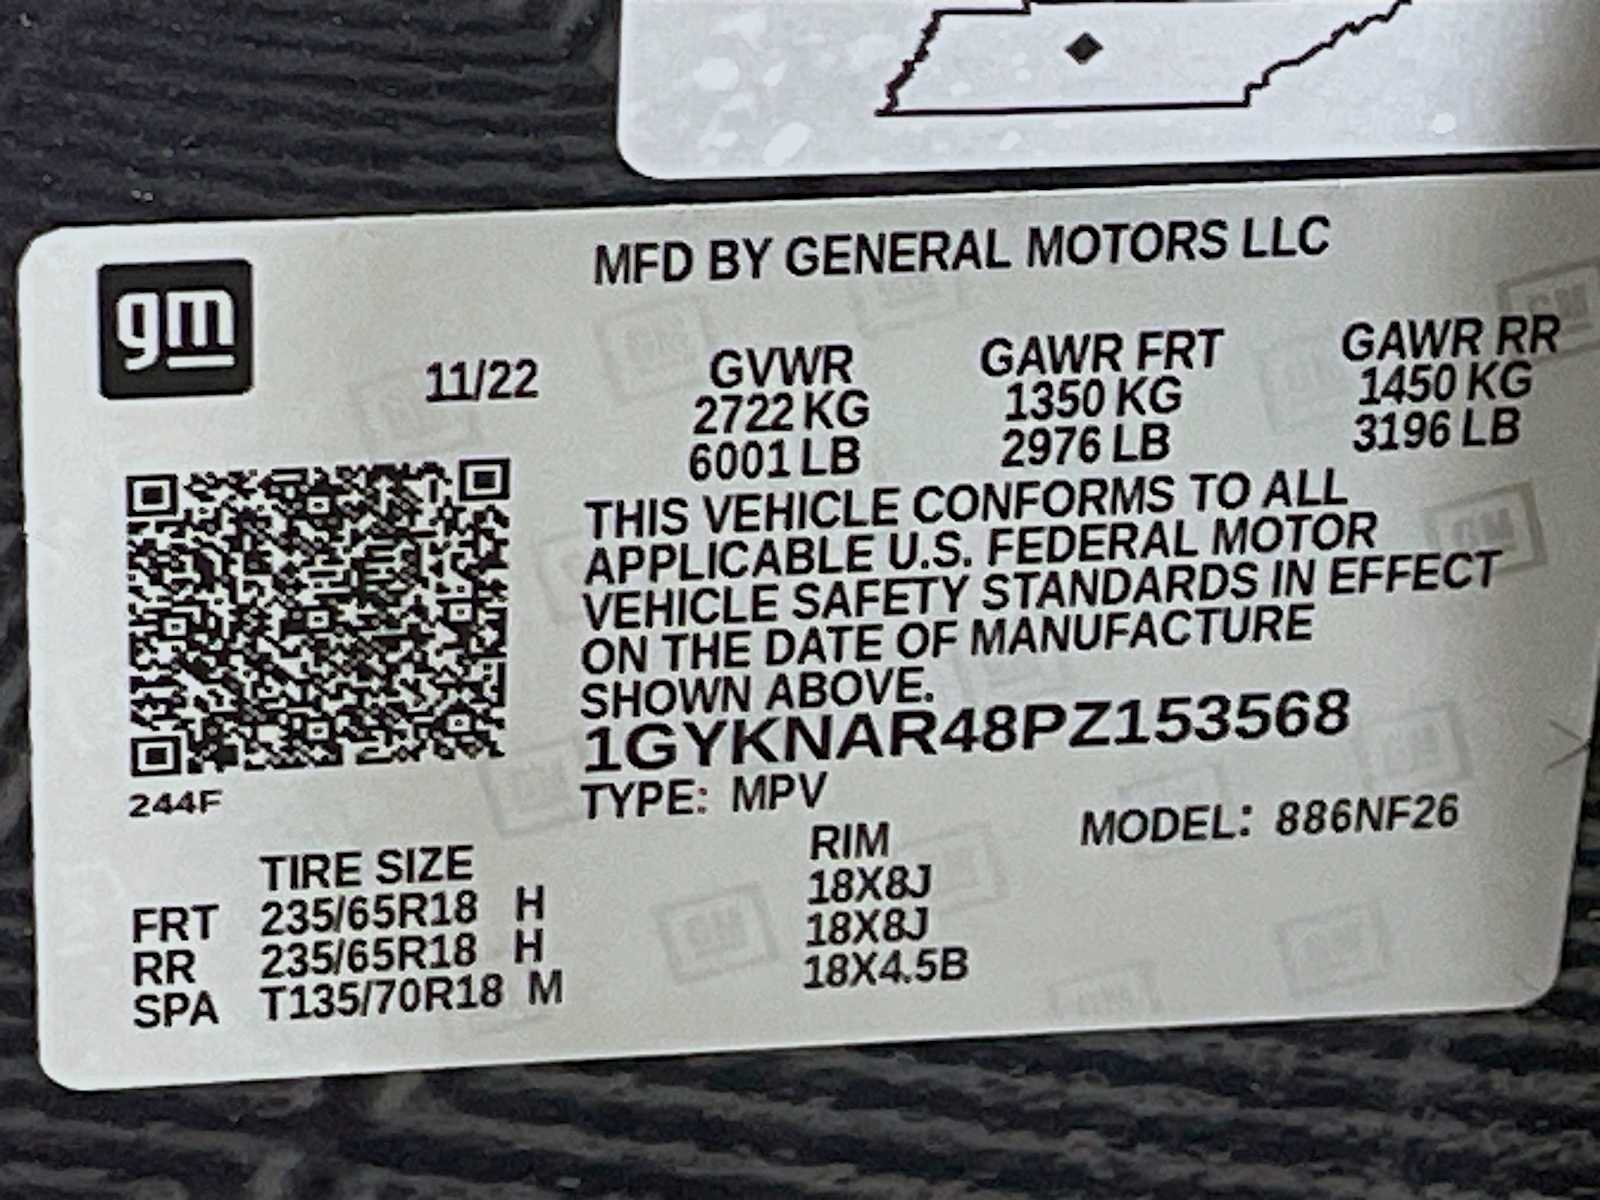 MFD BY GENERAL MOTORS LLC
gm
11/22
GVWR GAWR FRT GAWR RR
2722 KG 1350 KG 1450 KG
6001 LB 2976 LB 3196 LB
THIS VEHICLE CONFORMS TO ALL
APPLICABLE U.S. FEDERAL MOTOR
VEHICLE SAFETY STANDARDS IN EFFECT
ON THE DATE OF MANUFACTURE
SHOWN ABOVE.
1GYKNAR48PZ153568
244F
TYPE: MPV MODEL: 886NF26
TIRE SIZE RIM
FRT 235/65R18 H 18X8J
RR 235/65R18 H 18X8J
SPA T135/70R18 M 18X4.5B